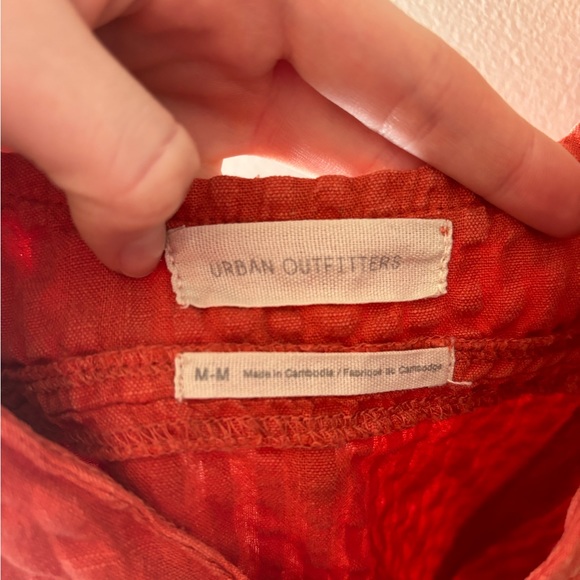 URBAN OUTFITTERS
M-M Made in Cambodia / Fabriqué au Cambodge